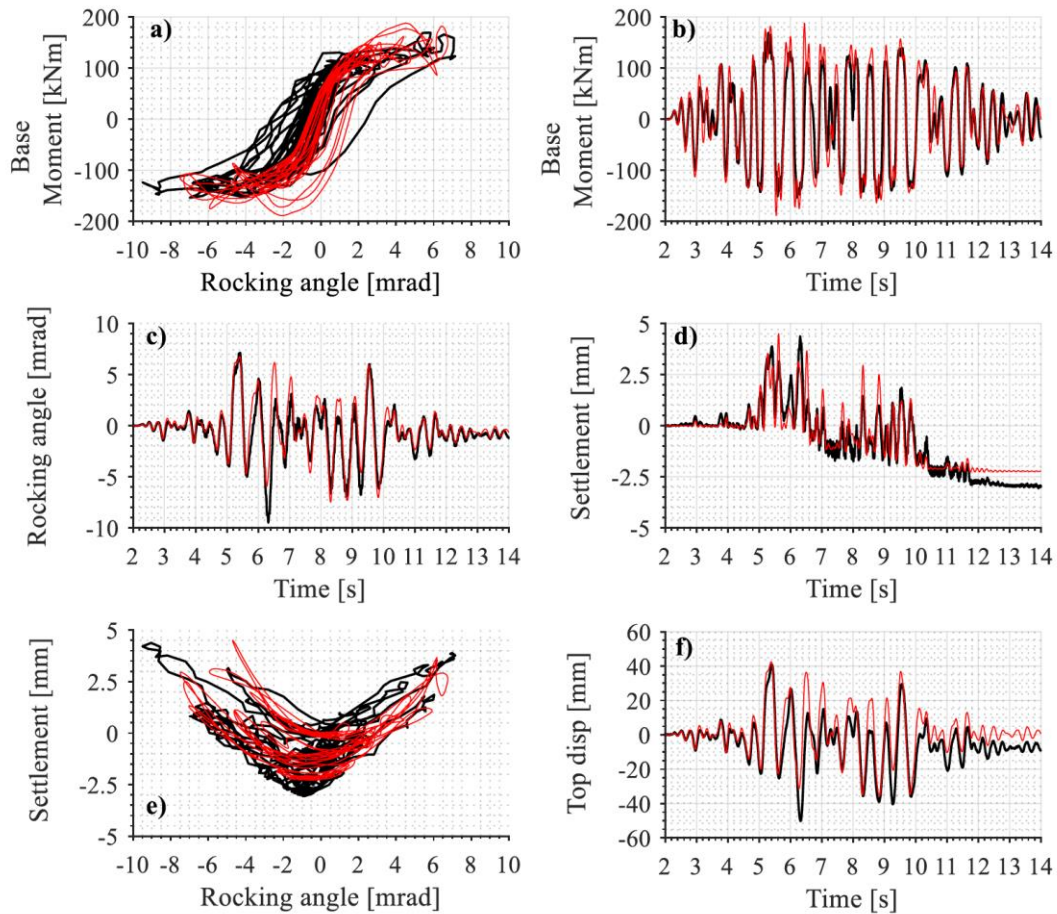 a)
200
100
0
-100
-200
Base
Moment [kNm]
-10 -8 -6 -4 -2 0 2 4 6 8 10
Rocking angle [mrad]
b)
200
100
0
-100
-200
Base
Moment [kNm]
2 3 4 5 6 7 8 9 10 11 12 13 14
Time [s]
c)
10
5
0
-5
-10
Rocking angle [mrad]
2 3 4 5 6 7 8 9 10 11 12 13 14
Time [s]
d)
5
2.5
0
-2.5
-5
Settlement [mm]
2 3 4 5 6 7 8 9 10 11 12 13 14
Time [s]
e)
5
2.5
0
-2.5
-5
Settlement [mm]
-10 -8 -6 -4 -2 0 2 4 6 8 10
Rocking angle [mrad]
f)
60
40
20
0
-20
-40
-60
Top disp [mm]
2 3 4 5 6 7 8 9 10 11 12 13 14
Time [s]